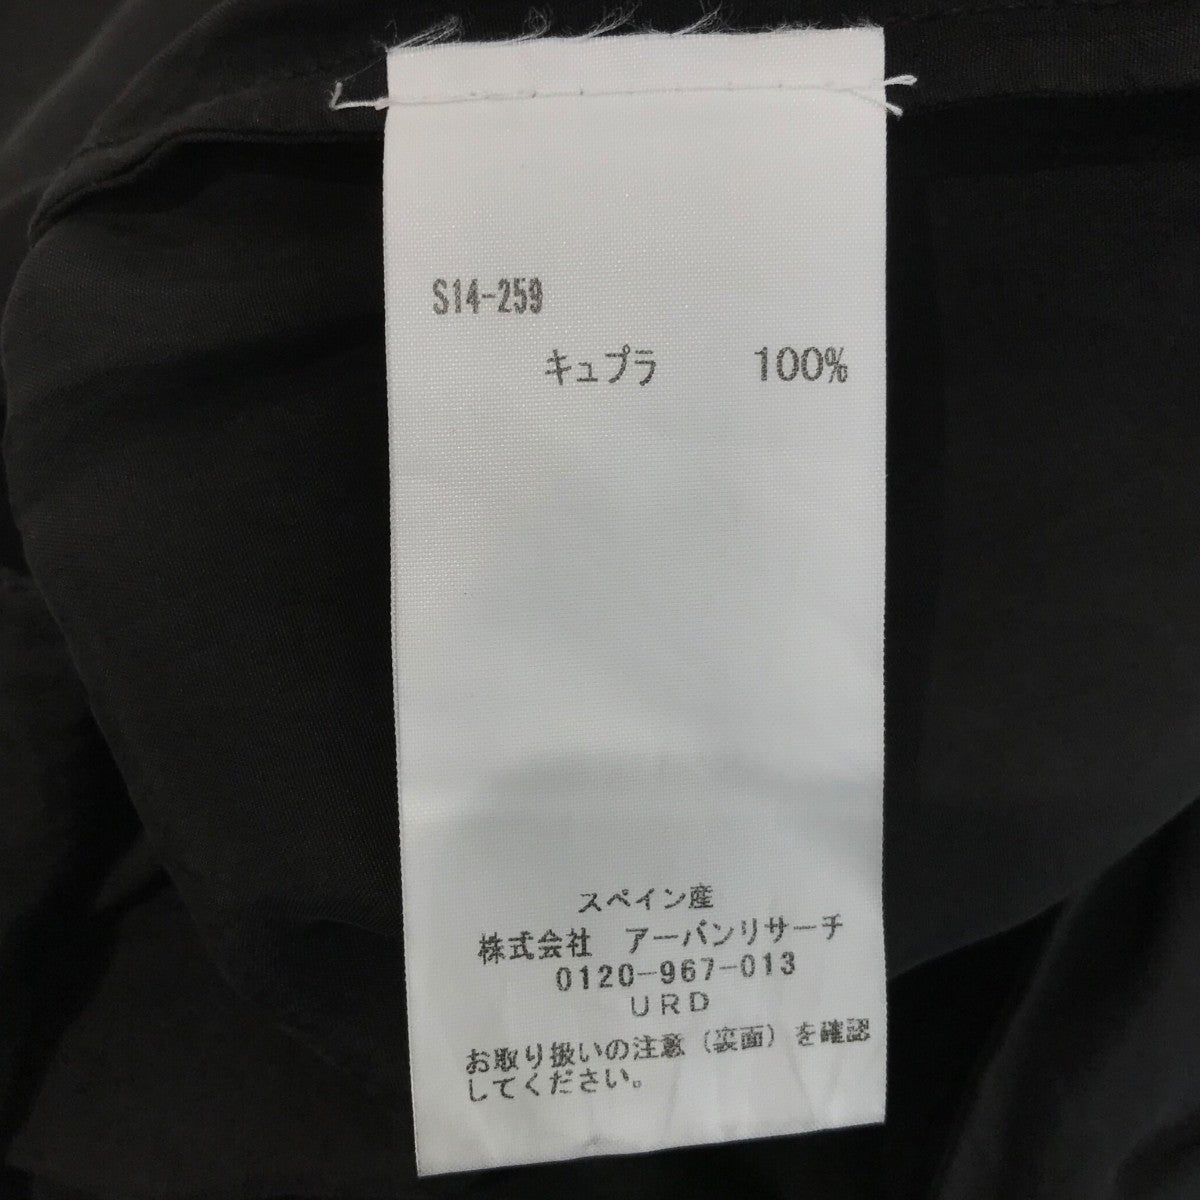 S14-259
キュプラ 100%
スペイン産
株式会社 アーバンリサーチ
0120-967-013
URD
お取り扱いの注意（裏面）を確認
してください。